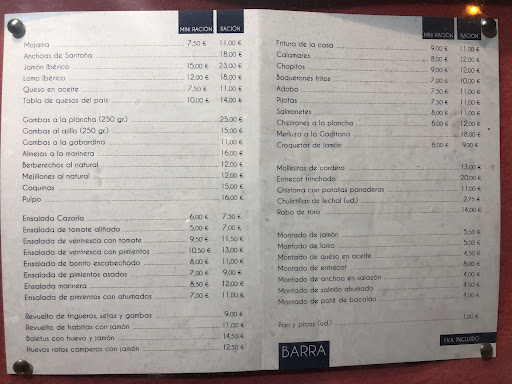 MINI RACIÓN RACIÓN
Mojama 7,50 € 11,00 €
Anchoas de Santoña 18,00 €
Jamón Ibérico 15,00 € 23,00 €
Lomo Ibérico 12,00 € 18,00 €
Queso en aceite 7,50 € 11,00 €
Tabla de quesos del país 10,00 € 14,00 €
Gambas a la plancha (250 gr.) 25,00 €
Gambas al ajillo (250 gr.) 15,00 €
Gambas a la gabardina 11,00 €
Almejas a la marinera 16,00 €
Berberechos al natural 12,00 €
Mejillones al natural 12,00 €
Coquinas 15,00 €
Pulpo 16,00 €
Ensalada Cazorla 6,00 € 7,50 €
Ensalada de tomate aliñado 5,00 € 7,00 €
Ensalada de ventresca con tomate 9,50 € 11,50 €
Ensalada de ventresca con pimientos 10,50 € 13,00 €
Ensalada de bonito escabechado 8,00 € 11,00 €
Ensalada de pimientos asados 7,00 € 9,00 €
Ensalada marinera 8,50 € 12,00 €
Ensalada de pimientos con ahumados 7,00 € 11,00 €
Revuelto de trigueros, setas y gambas 9,00 €
Revuelto de habitas con jamón 11,00 €
Boletus con huevo y jamón 14,50 €
Huevos rotos camperos con jamón 12,50 €
MINI RACIÓN RACIÓN
Fritura de la casa 9,00 € 11,00 €
Calamares 8,00 € 12,00 €
Chopitos 9,00 € 12,00 €
Boquerones fritos 7,00 € 10,00 €
Adobo 7,50 € 11,00 €
Pijotas 7,50 € 11,00 €
Salmonetes 8,00 € 11,00 €
Chipirones a la plancha 8,00 € 12,00 €
Merluza a la Gaditana 18,00 €
Croquetas de jamón 6,00 € 9,00 €
Mollejitas de cordero 13,00 €
Entrecot trinchado 20,00 €
Chistorra con patatas panaderas 11,00 €
Chuletillas de lechal (ud.) 2,75 €
Rabo de toro 14,00 €
Montado de jamón 5,50 €
Montado de lomo 5,00 €
Montado de queso en aceite 4,50 €
Montado de entrecot 8,00 €
Montado de anchoa en salazón 4,00 €
Montado de salmón ahumado 4,50 €
Montado de paté de bacalao 4,00 €
Pan y picos (ud.) 1,00 €
BARRA I.V.A. INCLUIDO